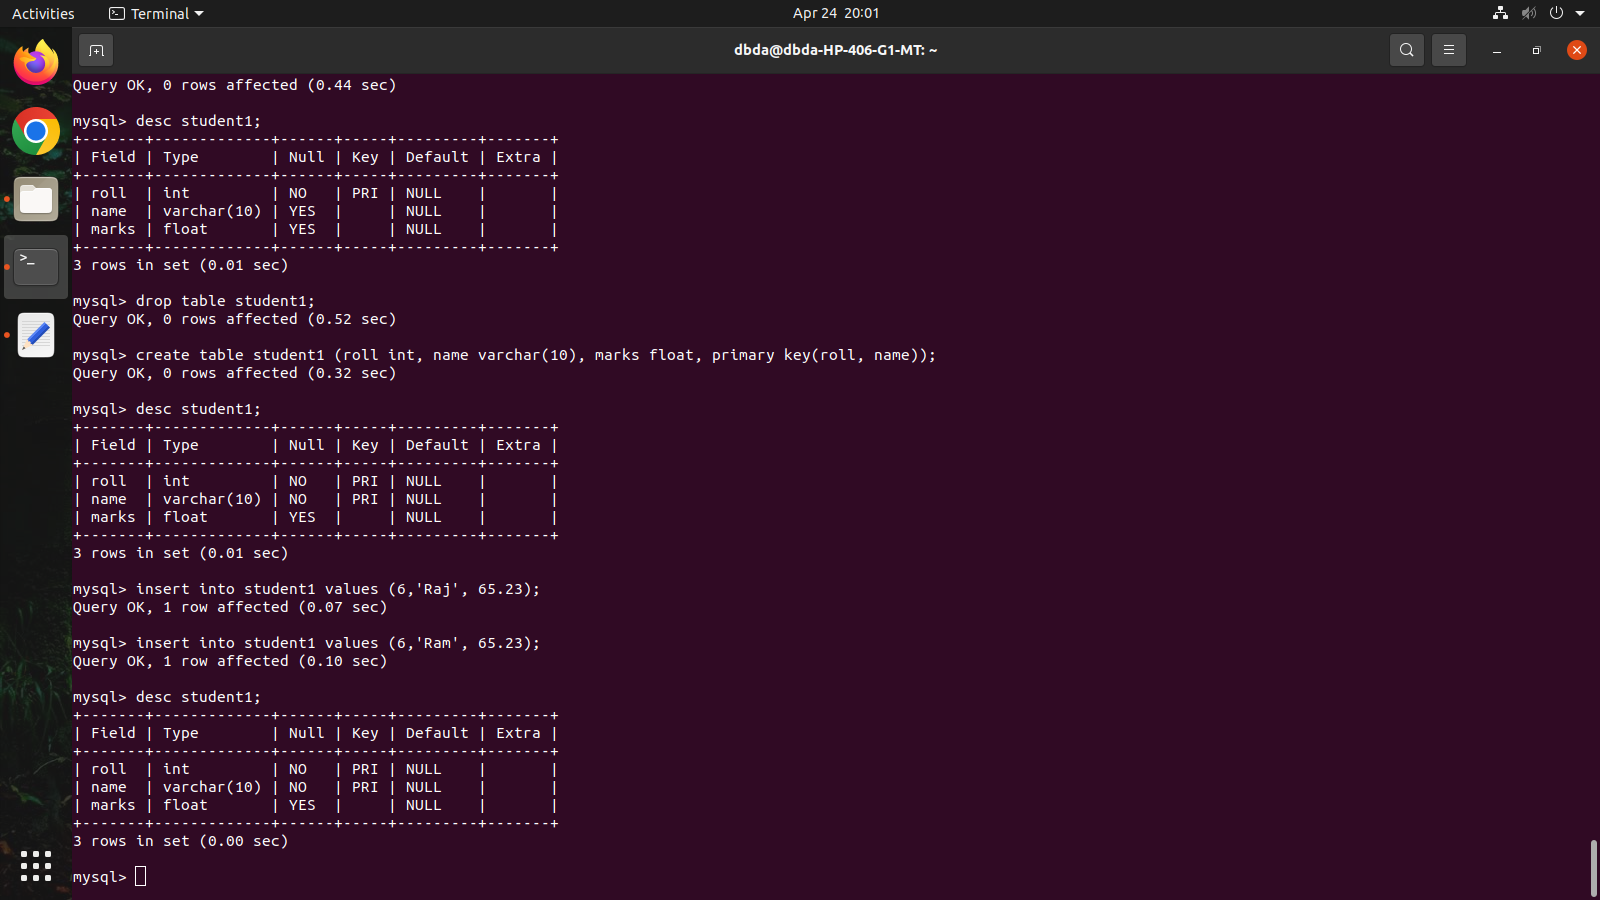 Activities
Terminal
Apr 24 20:01
dbda@dbda-HP-406-G1-MT: ~
Query OK, 0 rows affected (0.44 sec)
mysql> desc student1;
+-------+-------------+------+-----+---------+-------+
| Field | Type        | Null | Key | Default | Extra |
+-------+-------------+------+-----+---------+-------+
| roll  | int         | NO   | PRI | NULL    |       |
| name  | varchar(10) | YES  |     | NULL    |       |
| marks | float       | YES  |     | NULL    |       |
+-------+-------------+------+-----+---------+-------+
3 rows in set (0.01 sec)
mysql> drop table student1;
Query OK, 0 rows affected (0.52 sec)
mysql> create table student1 (roll int, name varchar(10), marks float, primary key(roll, name));
Query OK, 0 rows affected (0.32 sec)
mysql> desc student1;
+-------+-------------+------+-----+---------+-------+
| Field | Type        | Null | Key | Default | Extra |
+-------+-------------+------+-----+---------+-------+
| roll  | int         | NO   | PRI | NULL    |       |
| name  | varchar(10) | NO   | PRI | NULL    |       |
| marks | float       | YES  |     | NULL    |       |
+-------+-------------+------+-----+---------+-------+
3 rows in set (0.01 sec)
mysql> insert into student1 values (6,'Raj', 65.23);
Query OK, 1 row affected (0.07 sec)
mysql> insert into student1 values (6,'Ram', 65.23);
Query OK, 1 row affected (0.10 sec)
mysql> desc student1;
+-------+-------------+------+-----+---------+-------+
| Field | Type        | Null | Key | Default | Extra |
+-------+-------------+------+-----+---------+-------+
| roll  | int         | NO   | PRI | NULL    |       |
| name  | varchar(10) | NO   | PRI | NULL    |       |
| marks | float       | YES  |     | NULL    |       |
+-------+-------------+------+-----+---------+-------+
3 rows in set (0.00 sec)
mysql>